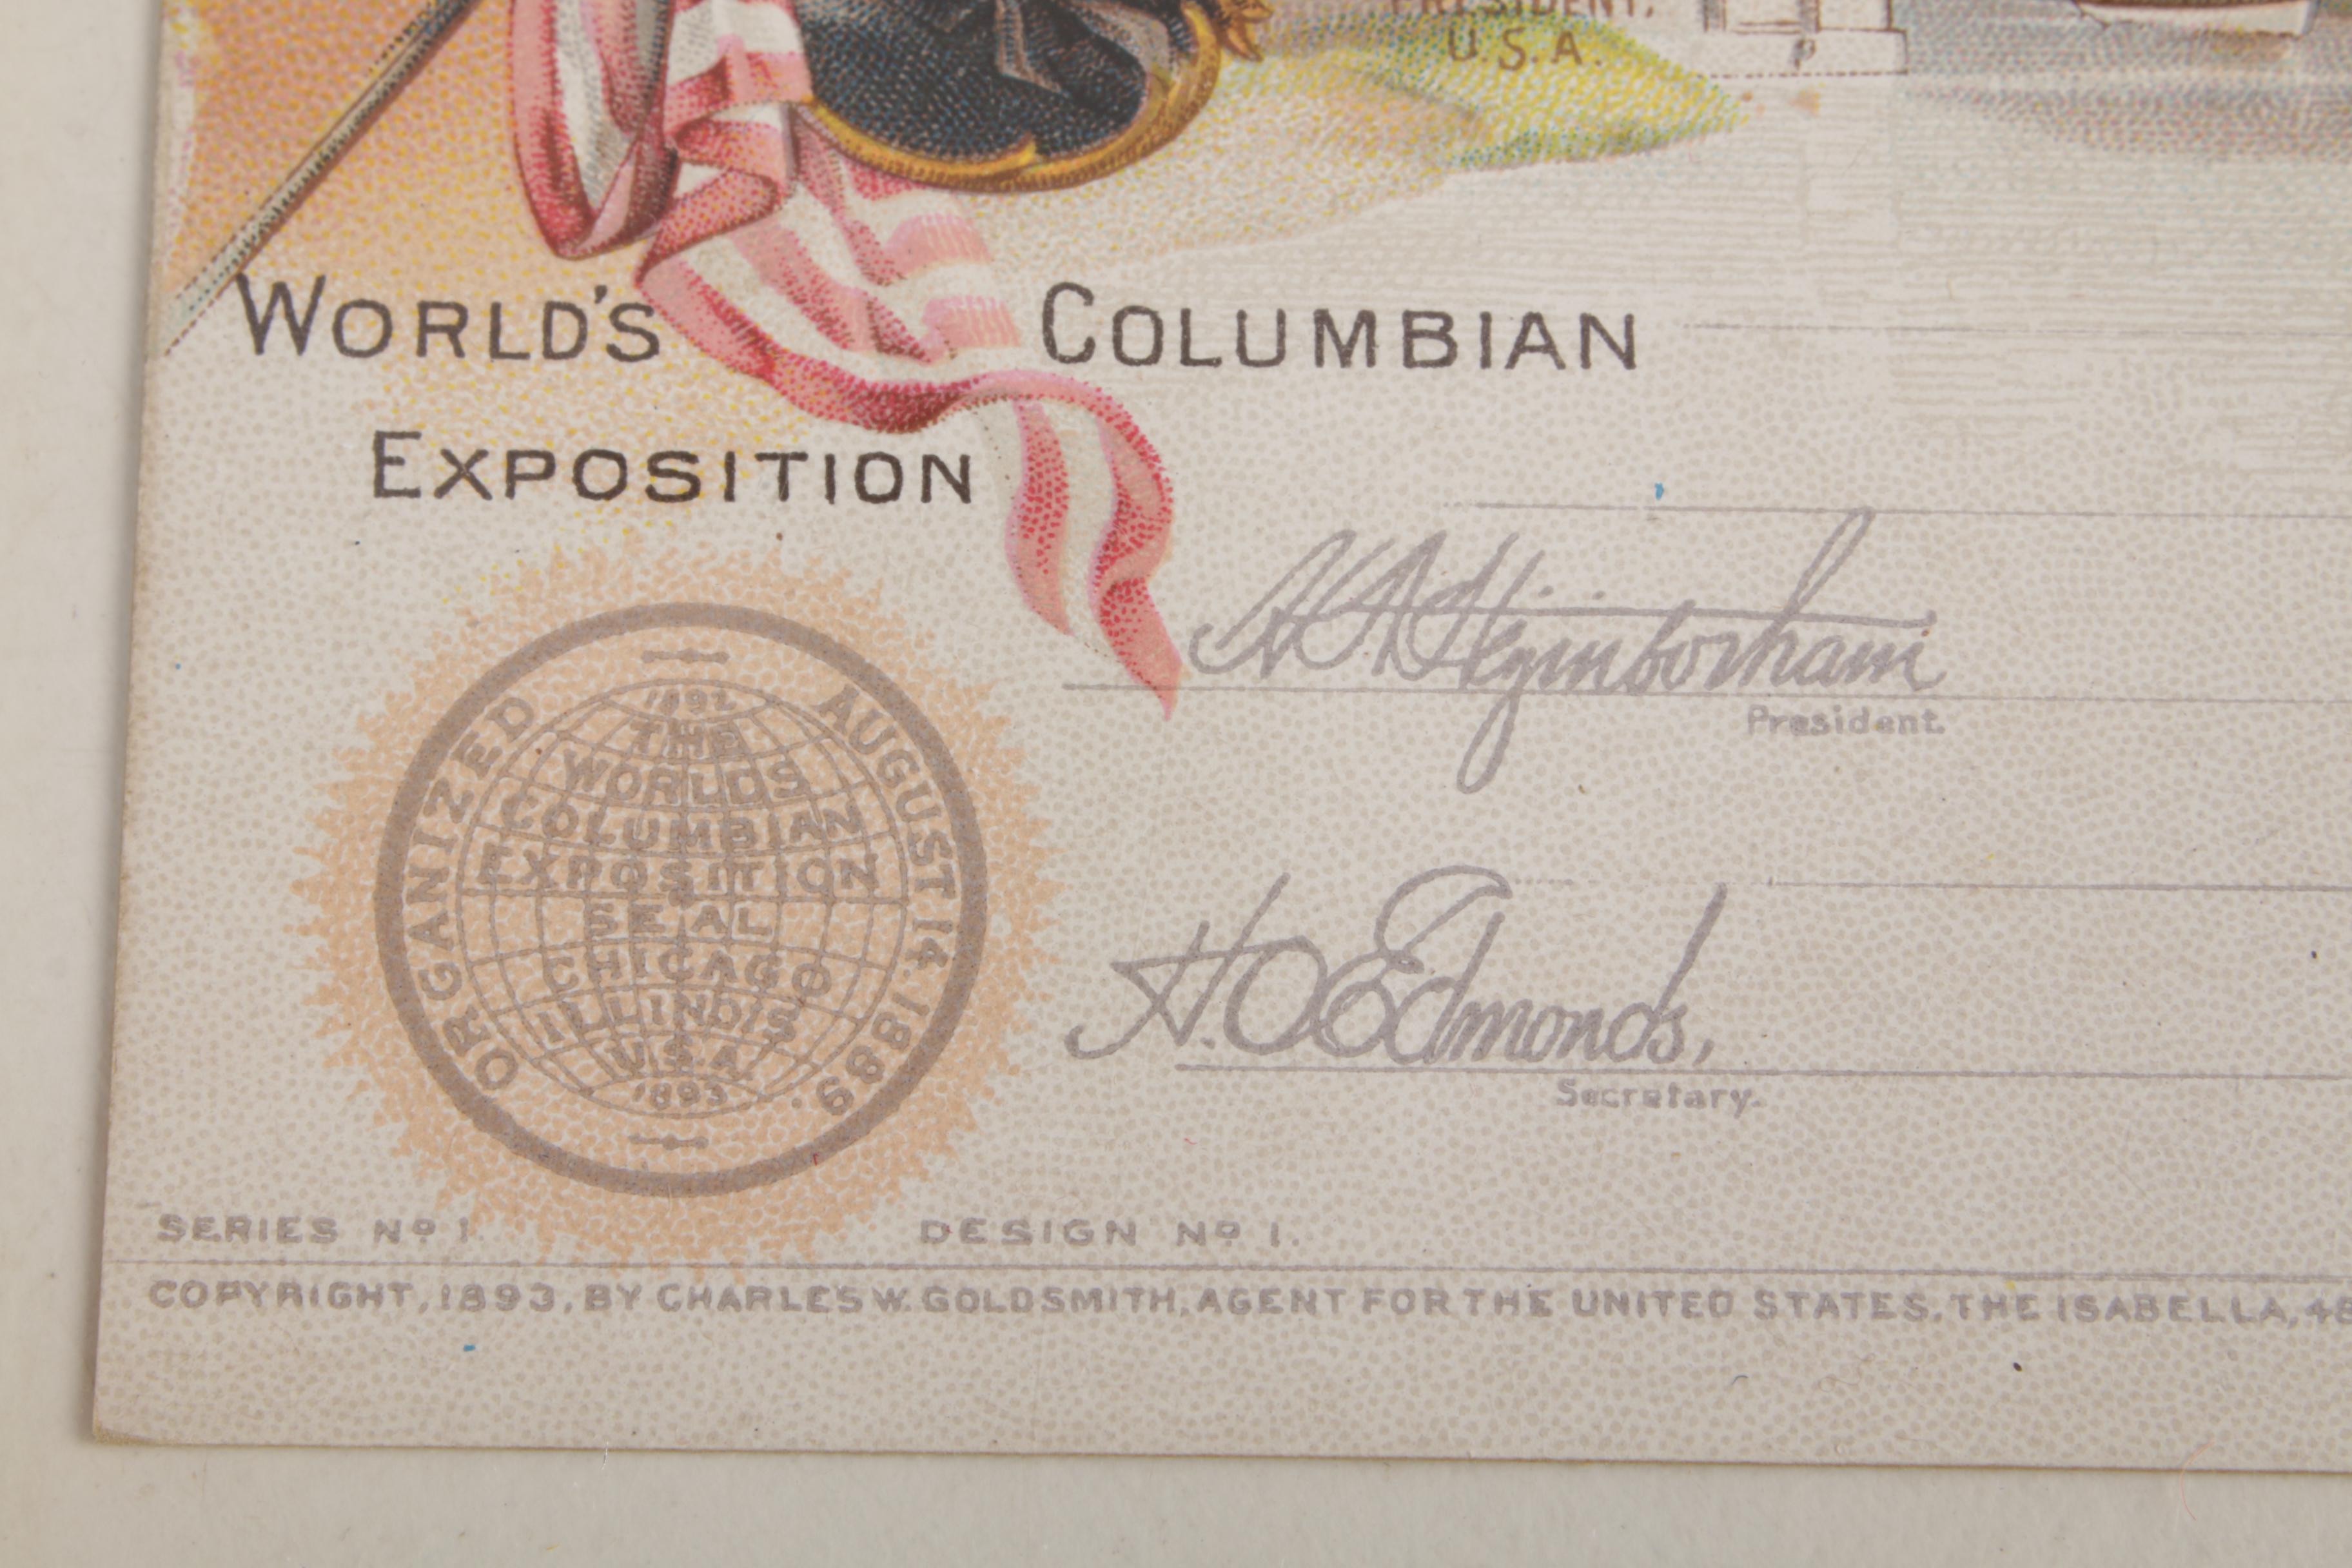 PRESIDENT.
U.S.A.
WORLD'S COLUMBIAN
EXPOSITION
H N Higinbotham
President.
ORGANIZED AUGUST 14. 1889.
1892
THE
WORLDS
COLUMBIAN
EXPOSITION
SEAL
CHICAGO
ILLINOIS
U.S.A.
1893
H.O Edmonds,
Secretary.
SERIES No 1. DESIGN No 1.
COPYRIGHT, 1893, BY CHARLES W. GOLDSMITH, AGENT FOR THE UNITED STATES. THE ISABELLA, 48